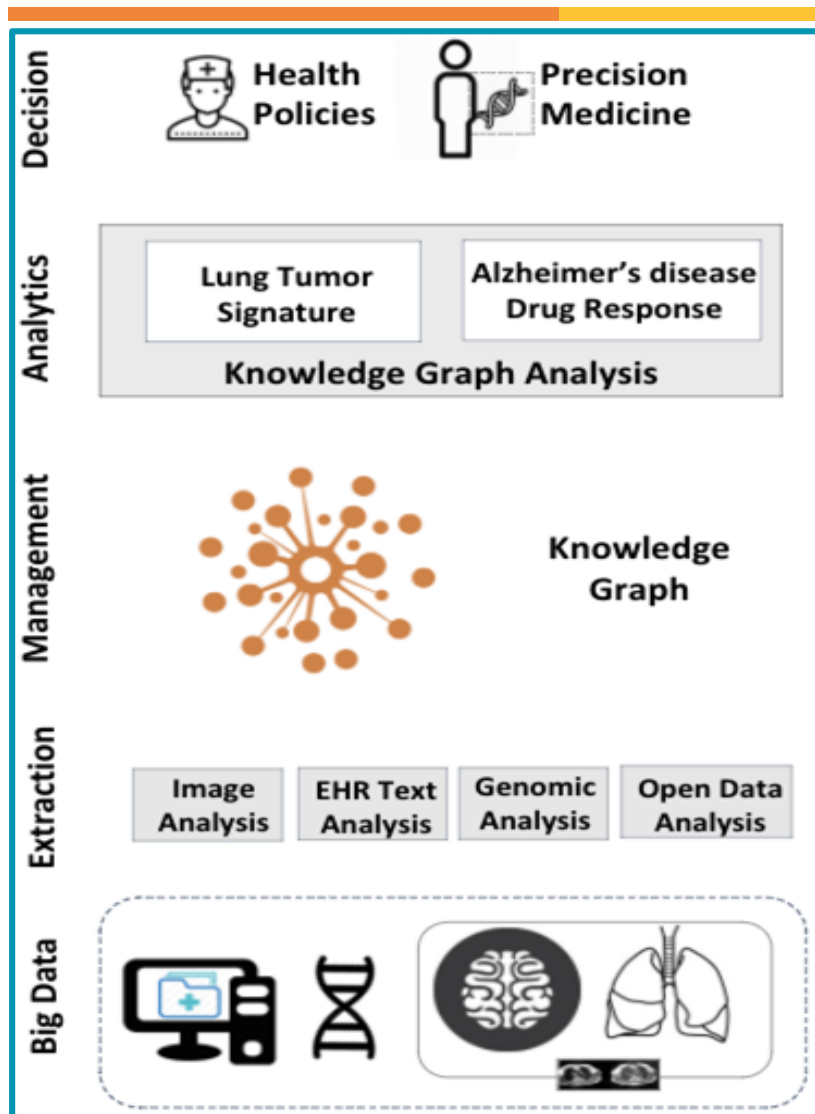 Decision
Health
Policies
Precision
Medicine
Analytics
Lung Tumor
Signature
Alzheimer's disease
Drug Response
Knowledge Graph Analysis
Management
Knowledge
Graph
Extraction
Image
Analysis
EHR Text
Analysis
Genomic
Analysis
Open Data
Analysis
Big Data